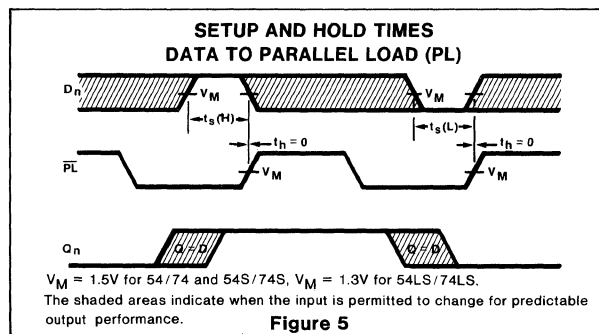 SETUP AND HOLD TIMES
DATA TO PARALLEL LOAD (PL)
Dn
VM
VM
ts(H)
ts(L)
th = 0
th = 0
PL
VM
VM
Qn
Q = D
VM = 1.5V for 54/74 and 54S/74S, VM = 1.3V for 54LS/74LS.
The shaded areas indicate when the input is permitted to change for predictable
output performance.
Figure 5